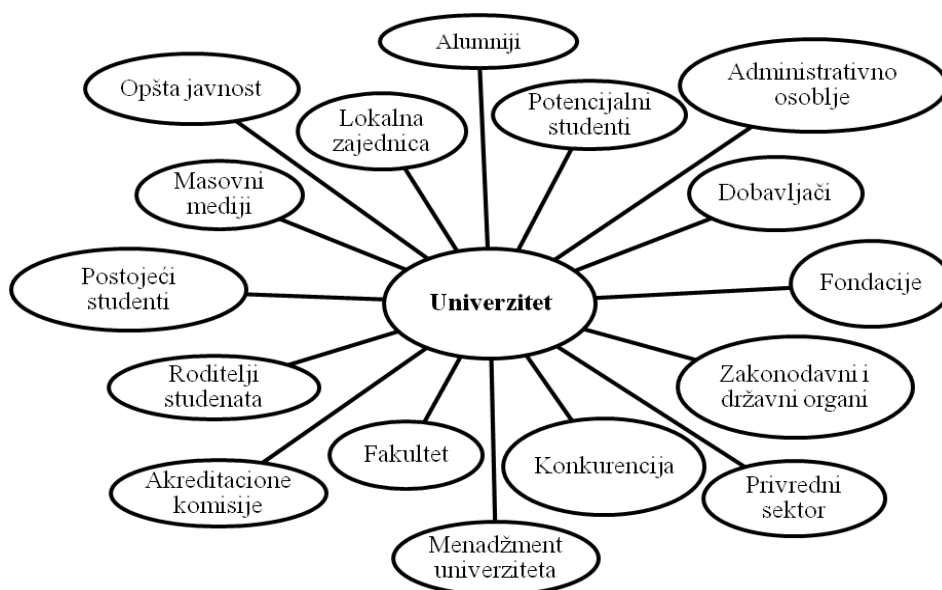 Alumniji
Opšta javnost
Administrativno
osoblje
Lokalna
zajednica
Potencijalni
studenti
Masovni
mediji
Dobavljači
Postojeći
studenti
Univerzitet
Fondacije
Roditelji
studenata
Zakonodavni i
državni organi
Fakultet
Konkurencija
Akreditacione
komisije
Privredni
sektor
Menadžment
univerziteta